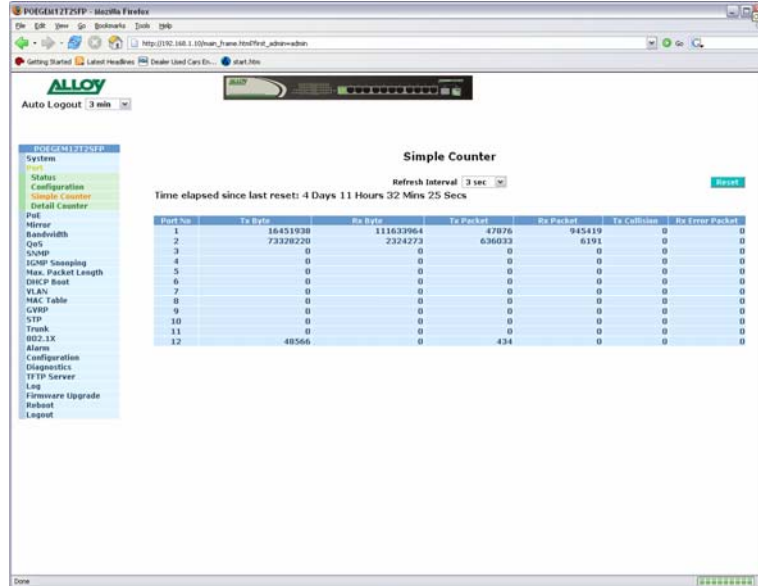 POEGEM12T2SFP - Mozilla Firefox
File Edit View Go Bookmarks Tools Help
http://192.168.1.10/main_frame.html?first_admin=admin
Go
Getting Started Latest Headlines Dealer Used Cars En... start.htm
ALLOY
Auto Logout 3 min
POEGEM12T2SFP
System
Port
Status
Configuration
Simple Counter
Detail Counter
PoE
Mirror
Bandwidth
QoS
SNMP
IGMP Snooping
Max. Packet Length
DHCP Boot
VLAN
MAC Table
GVRP
STP
Trunk
802.1X
Alarm
Configuration
Diagnostics
TFTP Server
Log
Firmware Upgrade
Reboot
Logout
Simple Counter
Refresh Interval 3 sec
Reset
Time elapsed since last reset: 4 Days 11 Hours 32 Mins 25 Secs
Port No Tx Byte Rx Byte Tx Packet Rx Packet Tx Collision Rx Error Packet
1 16451938 111633964 47876 945419 0 0
2 73328220 2324273 636033 6191 0 0
3 0 0 0 0 0 0
4 0 0 0 0 0 0
5 0 0 0 0 0 0
6 0 0 0 0 0 0
7 0 0 0 0 0 0
8 0 0 0 0 0 0
9 0 0 0 0 0 0
10 0 0 0 0 0 0
11 0 0 0 0 0 0
12 48566 0 434 0 0 0
Done